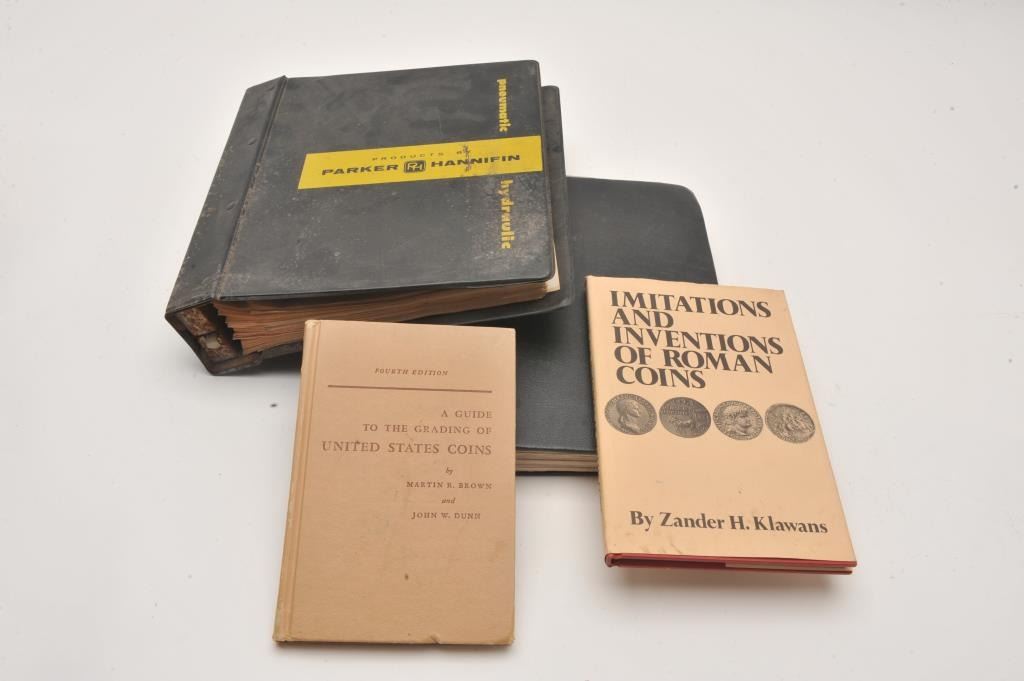 pneumatic
PRODUCTS BY
PARKER PH HANNIFIN
hydraulic
FOURTH EDITION
A GUIDE
TO THE GRADING OF
UNITED STATES COINS
by
MARTIN R. BROWN
and
JOHN W. DUNN
IMITATIONS
AND
INVENTIONS
OF ROMAN
COINS
By Zander H. Klawans